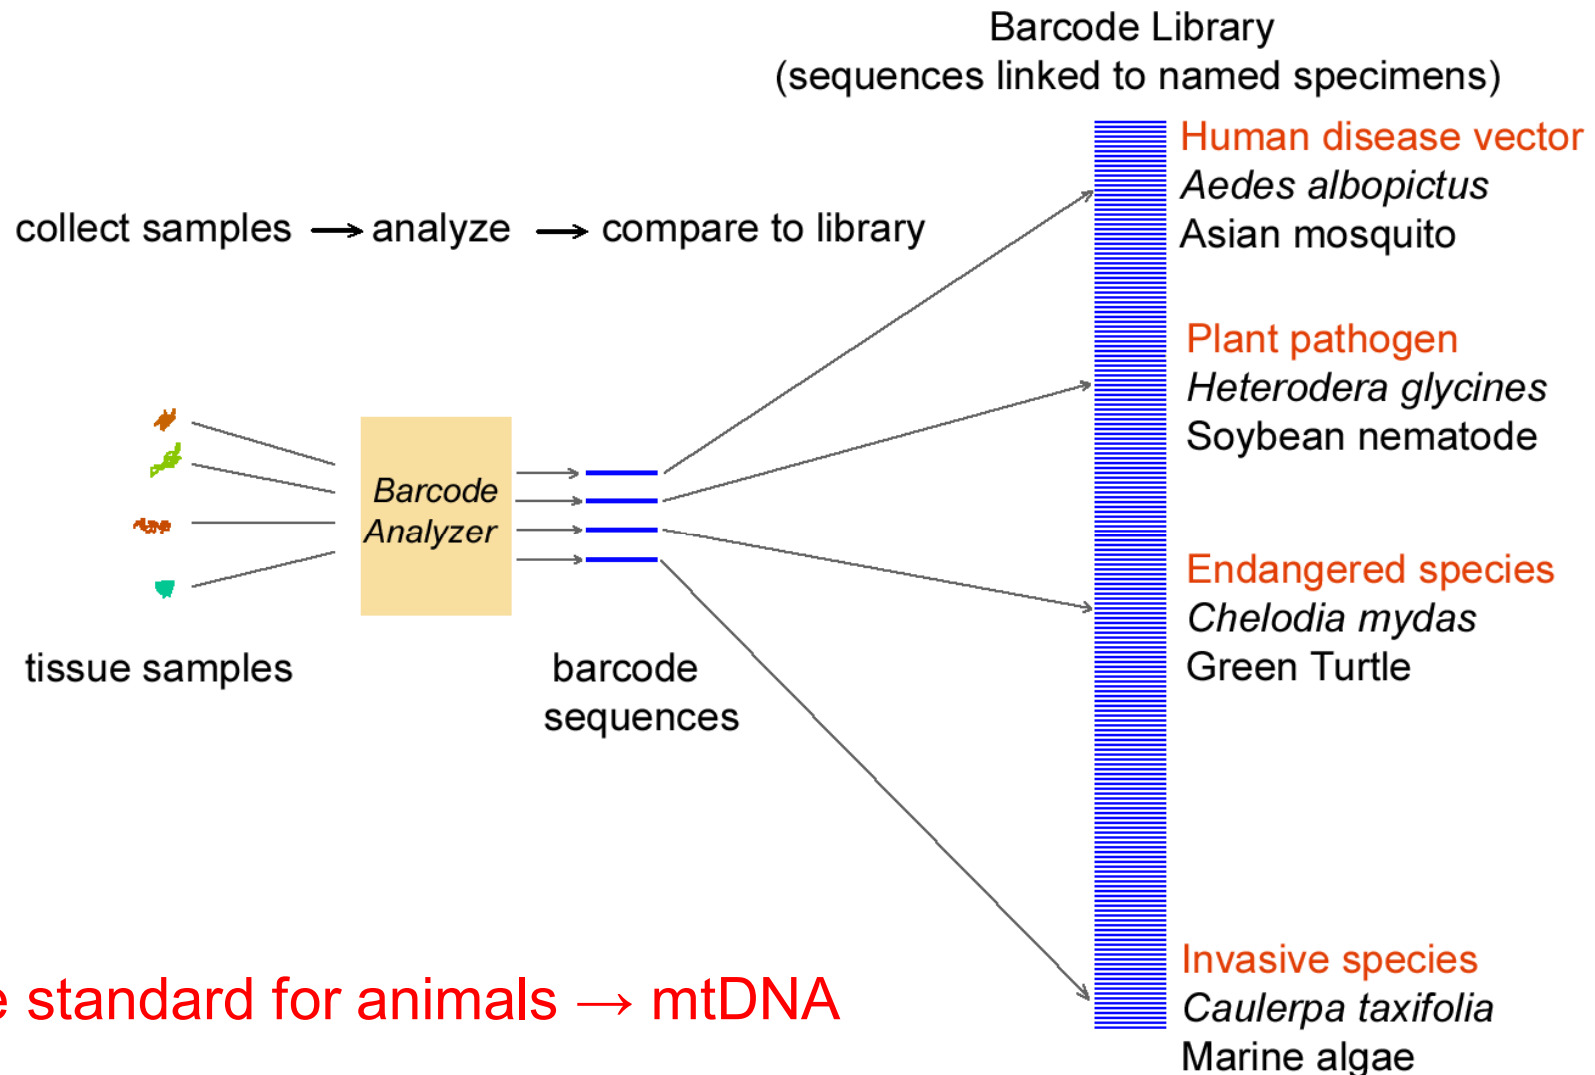 Barcode Library
(sequences linked to named specimens)
collect samples → analyze → compare to library
Human disease vector
Aedes albopictus
Asian mosquito
Plant pathogen
Heterodera glycines
Soybean nematode
Barcode
Analyzer
Endangered species
Chelodia mydas
Green Turtle
tissue samples
barcode
sequences
Invasive species
Caulerpa taxifolia
Marine algae
e standard for animals → mtDNA